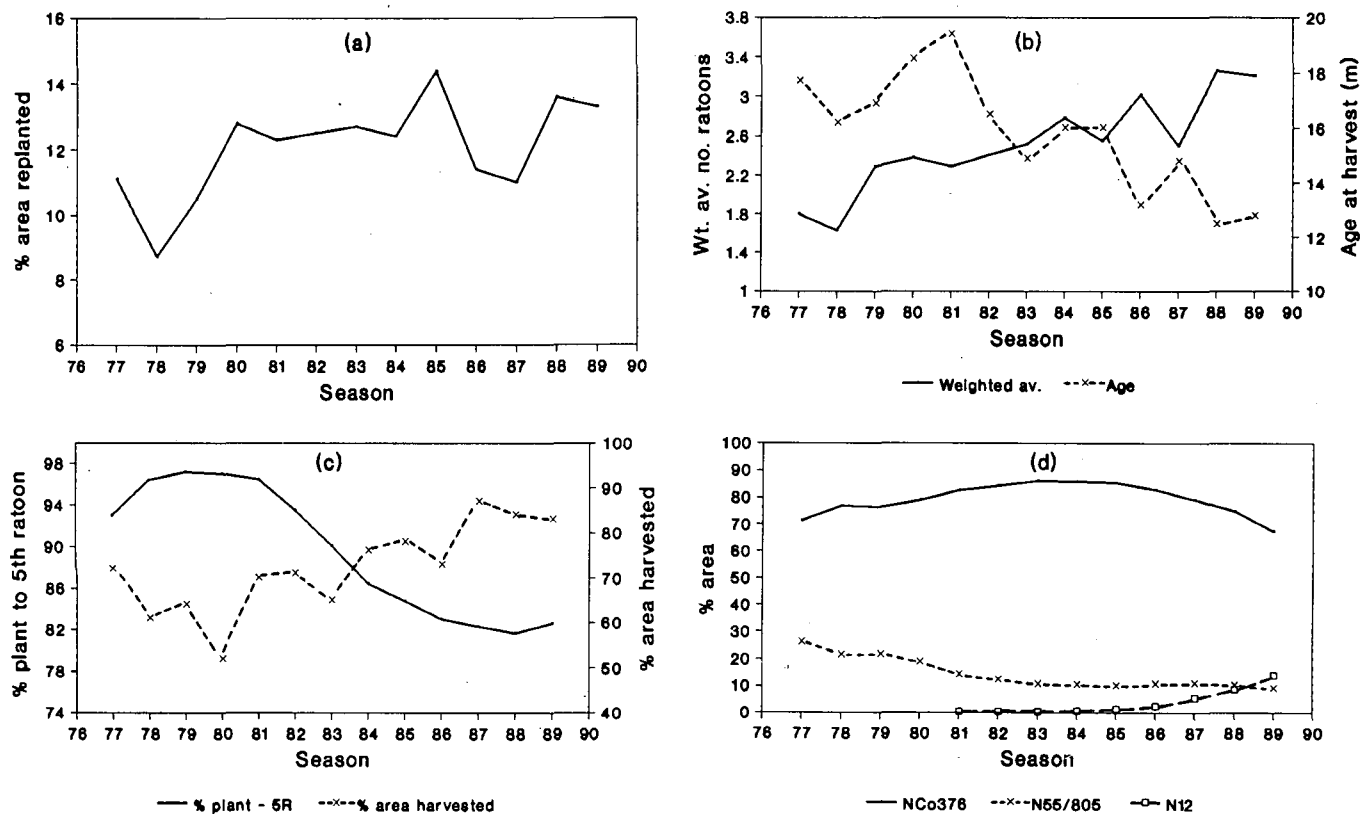 (a)
% area replanted
16
14
12
10
8
6
76 77 78 79 80 81 82 83 84 85 86 87 88 89 90
Season
(b)
Wt. av. no. ratoons
3.8
3.4
3
2.6
2.2
1.8
1.4
1
Age at harvest (m)
20
18
16
14
12
10
76 77 78 79 80 81 82 83 84 85 86 87 88 89 90
Season
Weighted av. Age
(c)
% plant to 5th ratoon
98
94
90
86
82
78
74
% area harvested
100
90
80
70
60
50
40
76 77 78 79 80 81 82 83 84 85 86 87 88 89 90
Season
% plant - 5R % area harvested
(d)
% area
100
90
80
70
60
50
40
30
20
10
0
76 77 78 79 80 81 82 83 84 85 86 87 88 89 90
Season
NCo376 N55/805 N12